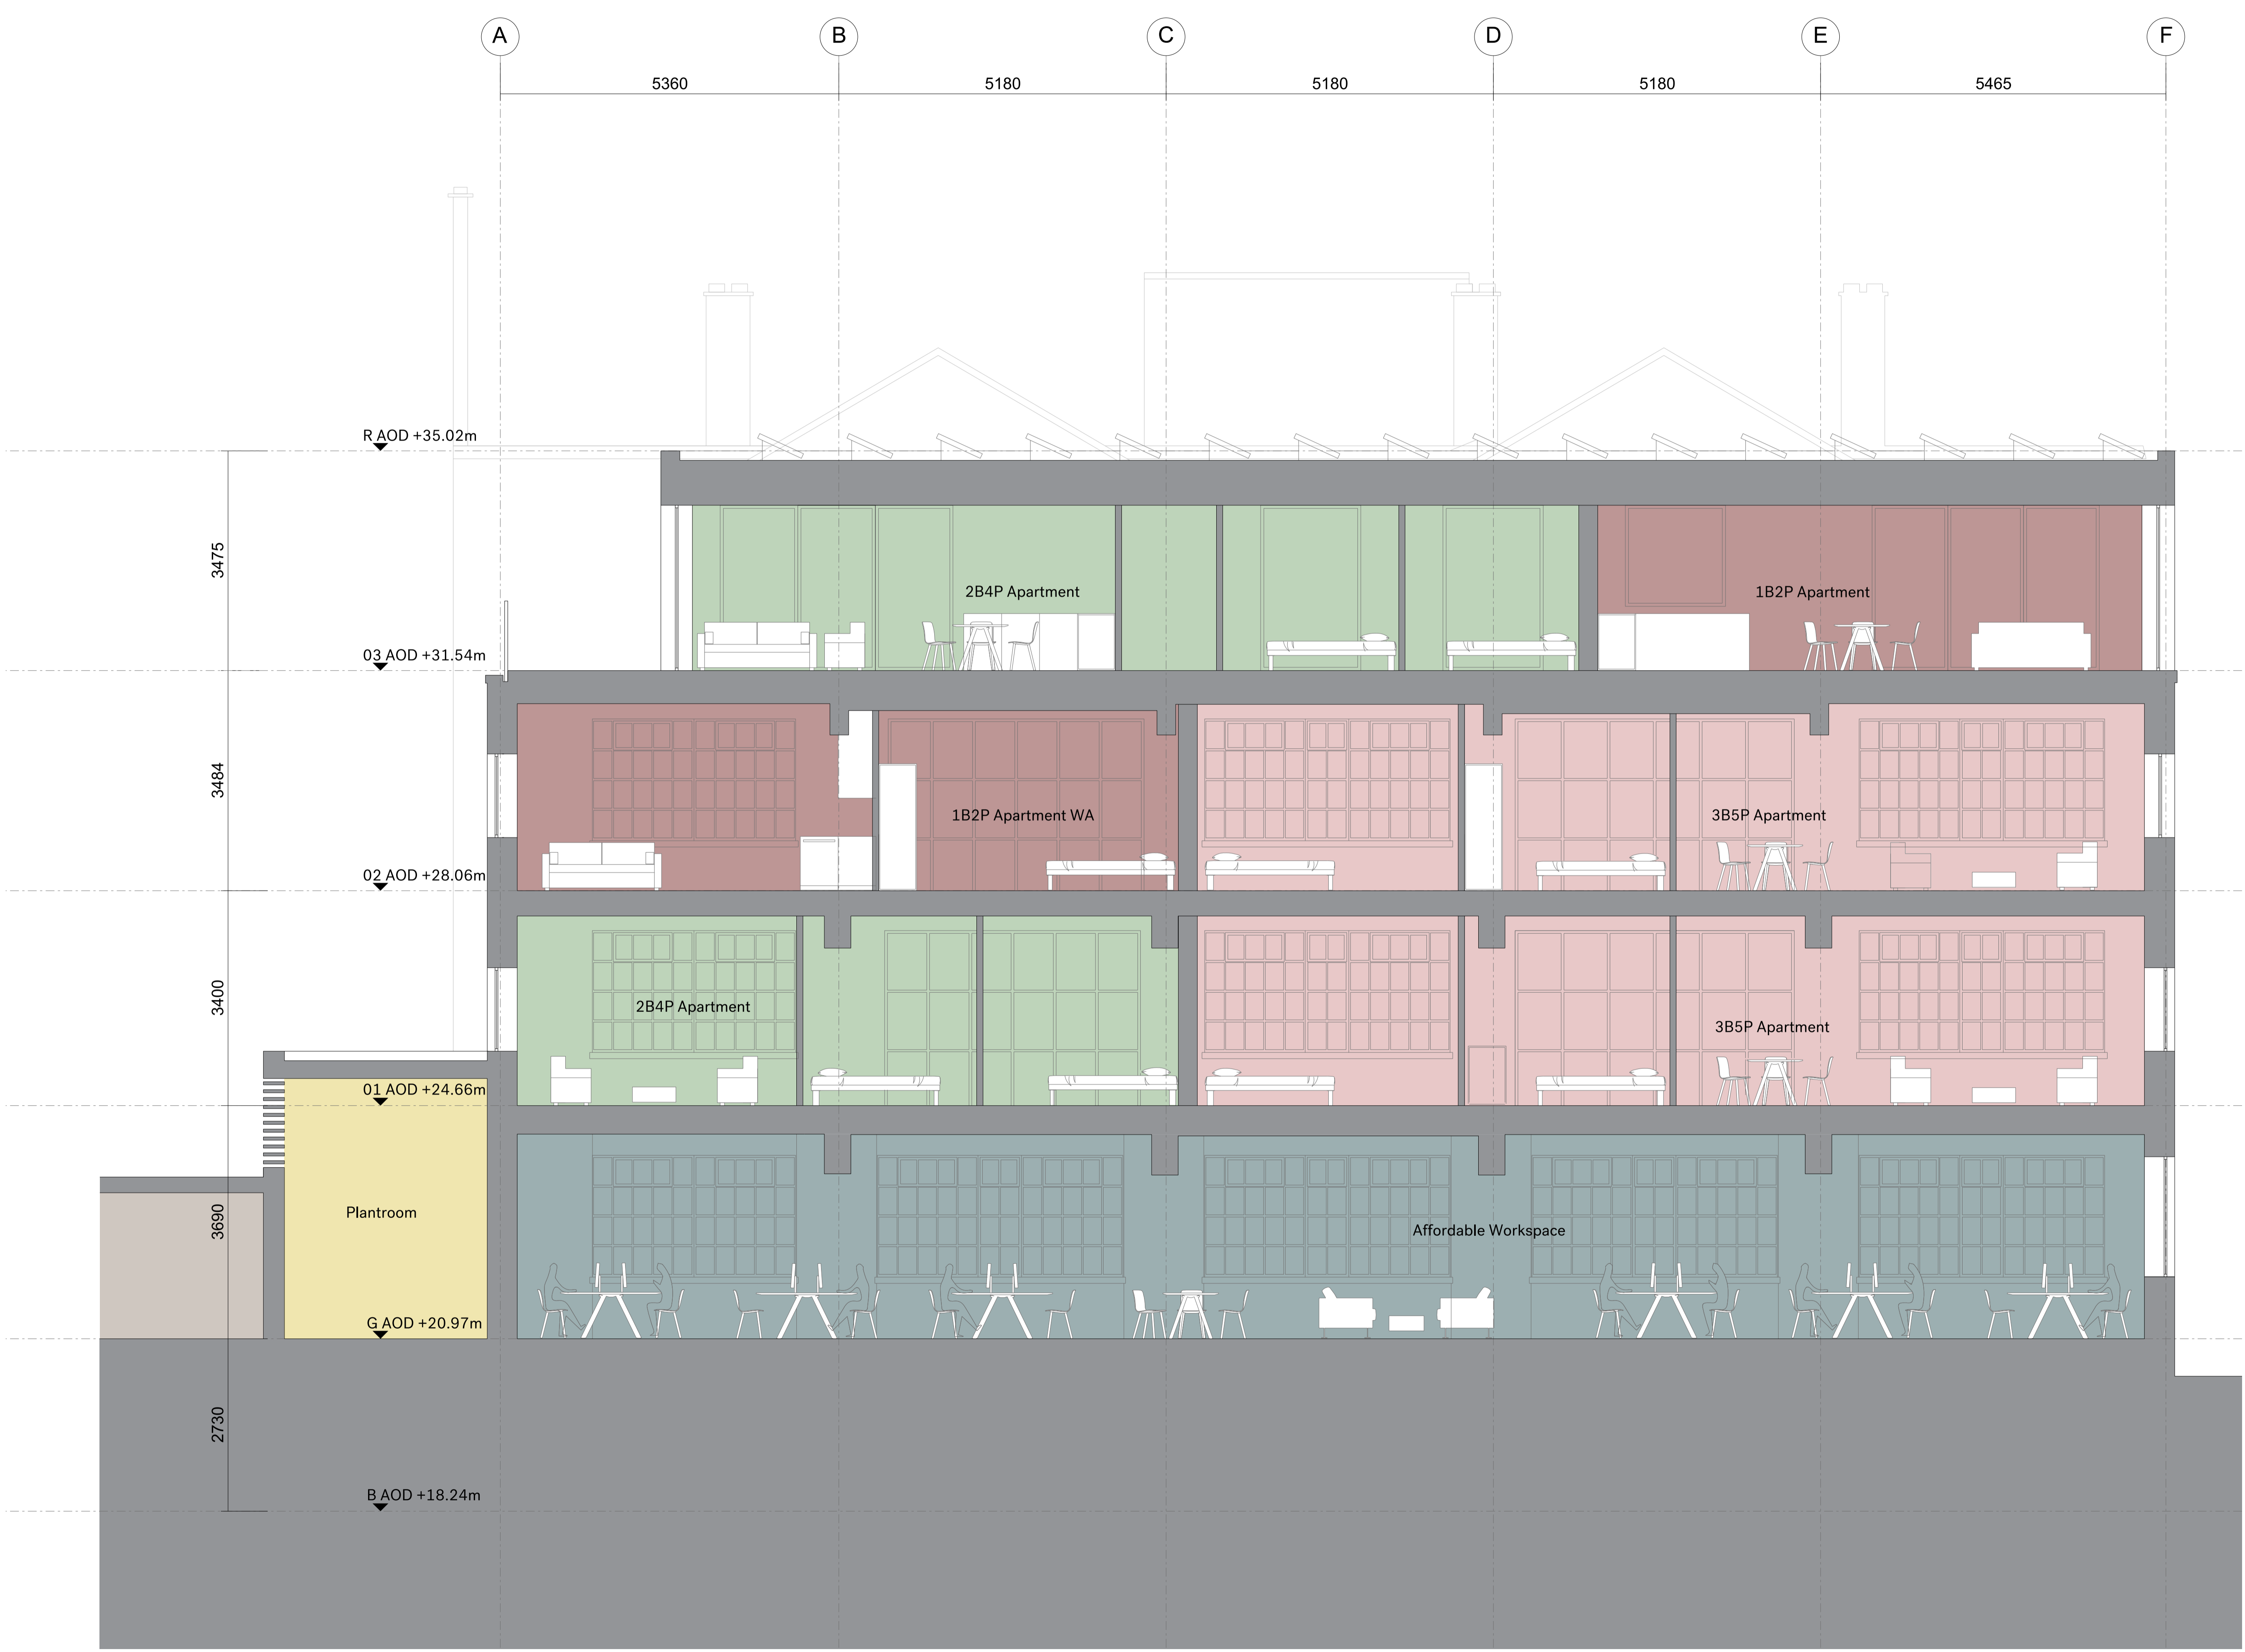 A B C D E F
5360 5180 5180 5180 5465
R AOD +35.02m
3475
2B4P Apartment 1B2P Apartment
03 AOD +31.54m
3484
1B2P Apartment WA 3B5P Apartment
02 AOD +28.06m
3400
2B4P Apartment 3B5P Apartment
01 AOD +24.66m
3690
Plantroom Affordable Workspace
G AOD +20.97m
2730
B AOD +18.24m